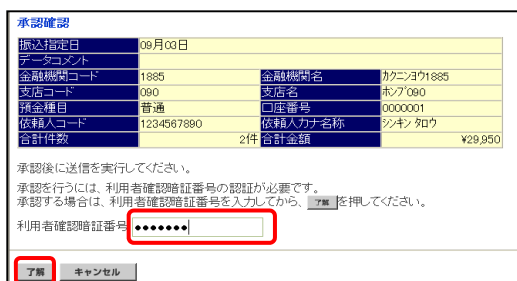 承認確認
振込指定日 09月03日
データコメント
金融機関コード 1885 金融機関名 カクニンヨウ1885
支店コード 090 支店名 ホンブ090
預金種目 普通 口座番号 0000001
依頼人コード 1234567890 依頼人カナ名称 シンキン タロウ
合計件数 2件 合計金額 ¥29,950
承認後に送信を実行してください。
承認を行うには、利用者確認暗証番号の認証が必要です。
承認する場合は、利用者確認暗証番号を入力してから、 了解 を押してください。
利用者確認暗証番号 ●●●●●●●
了解 キャンセル